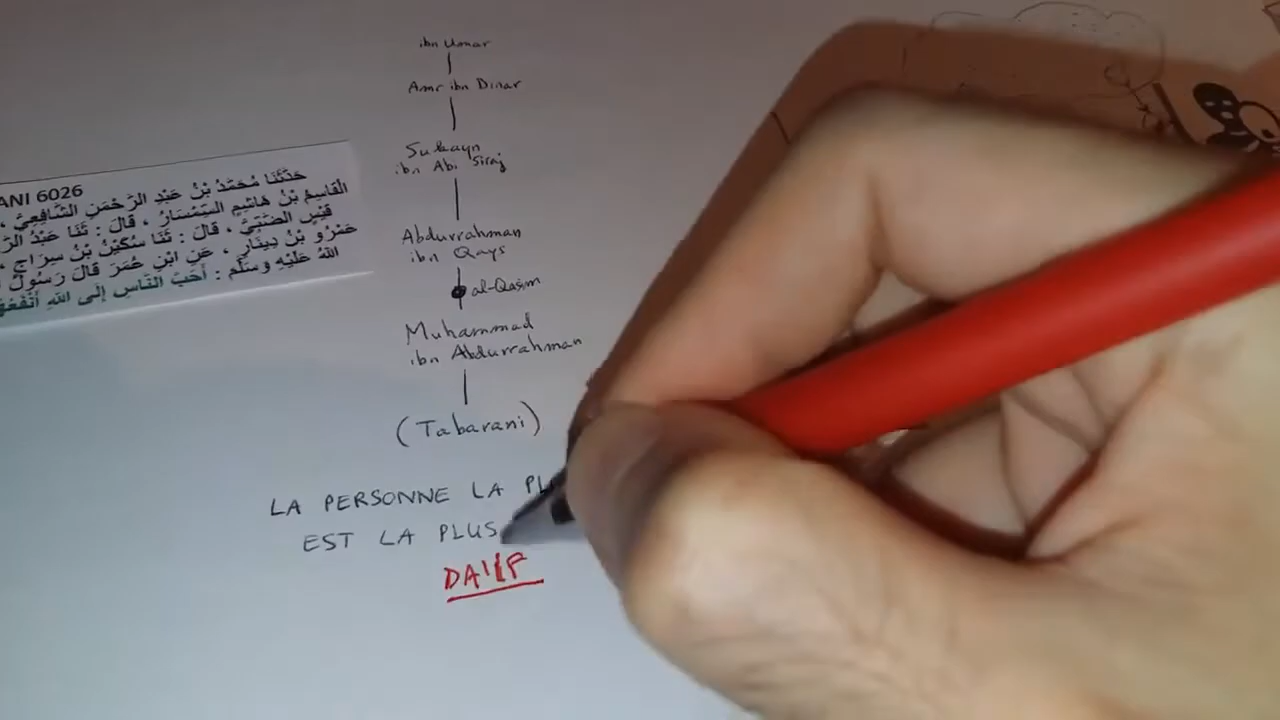 ibn Umar
Amr ibn Dinar
Sukayn
ibn Abi Siraj
Abdurrahman
ibn Qays
al-Qasim
Muhammad
ibn Abdurrahman
(Tabarani)
LA PERSONNE LA PL
EST LA PLUS
DA'IF
ANI 6026
حَدَّثَنَا مُحَمَّدُ بْنُ عَبْدِ الرَّحْمَنِ الشَّافِعِيُّ ،
الْقَاسِمُ بْنُ هَاشِمٍ السِّمْسَارُ ، قَالَ : ثَنَا عَبْدُ الرَّ
قَيْسٍ الضَّبِّيُّ ، قَالَ : ثَنَا سُكَيْنُ بْنُ سِرَاجٍ ،
عَمْرُو بْنُ دِينَارٍ ، عَنِ ابْنِ عُمَرَ قَالَ رَسُولُ
اللهُ عَلَيْهِ وَسَلَّمَ : أَحَبُّ النَّاسِ إِلَى اللهِ أَنْفَعُهُ